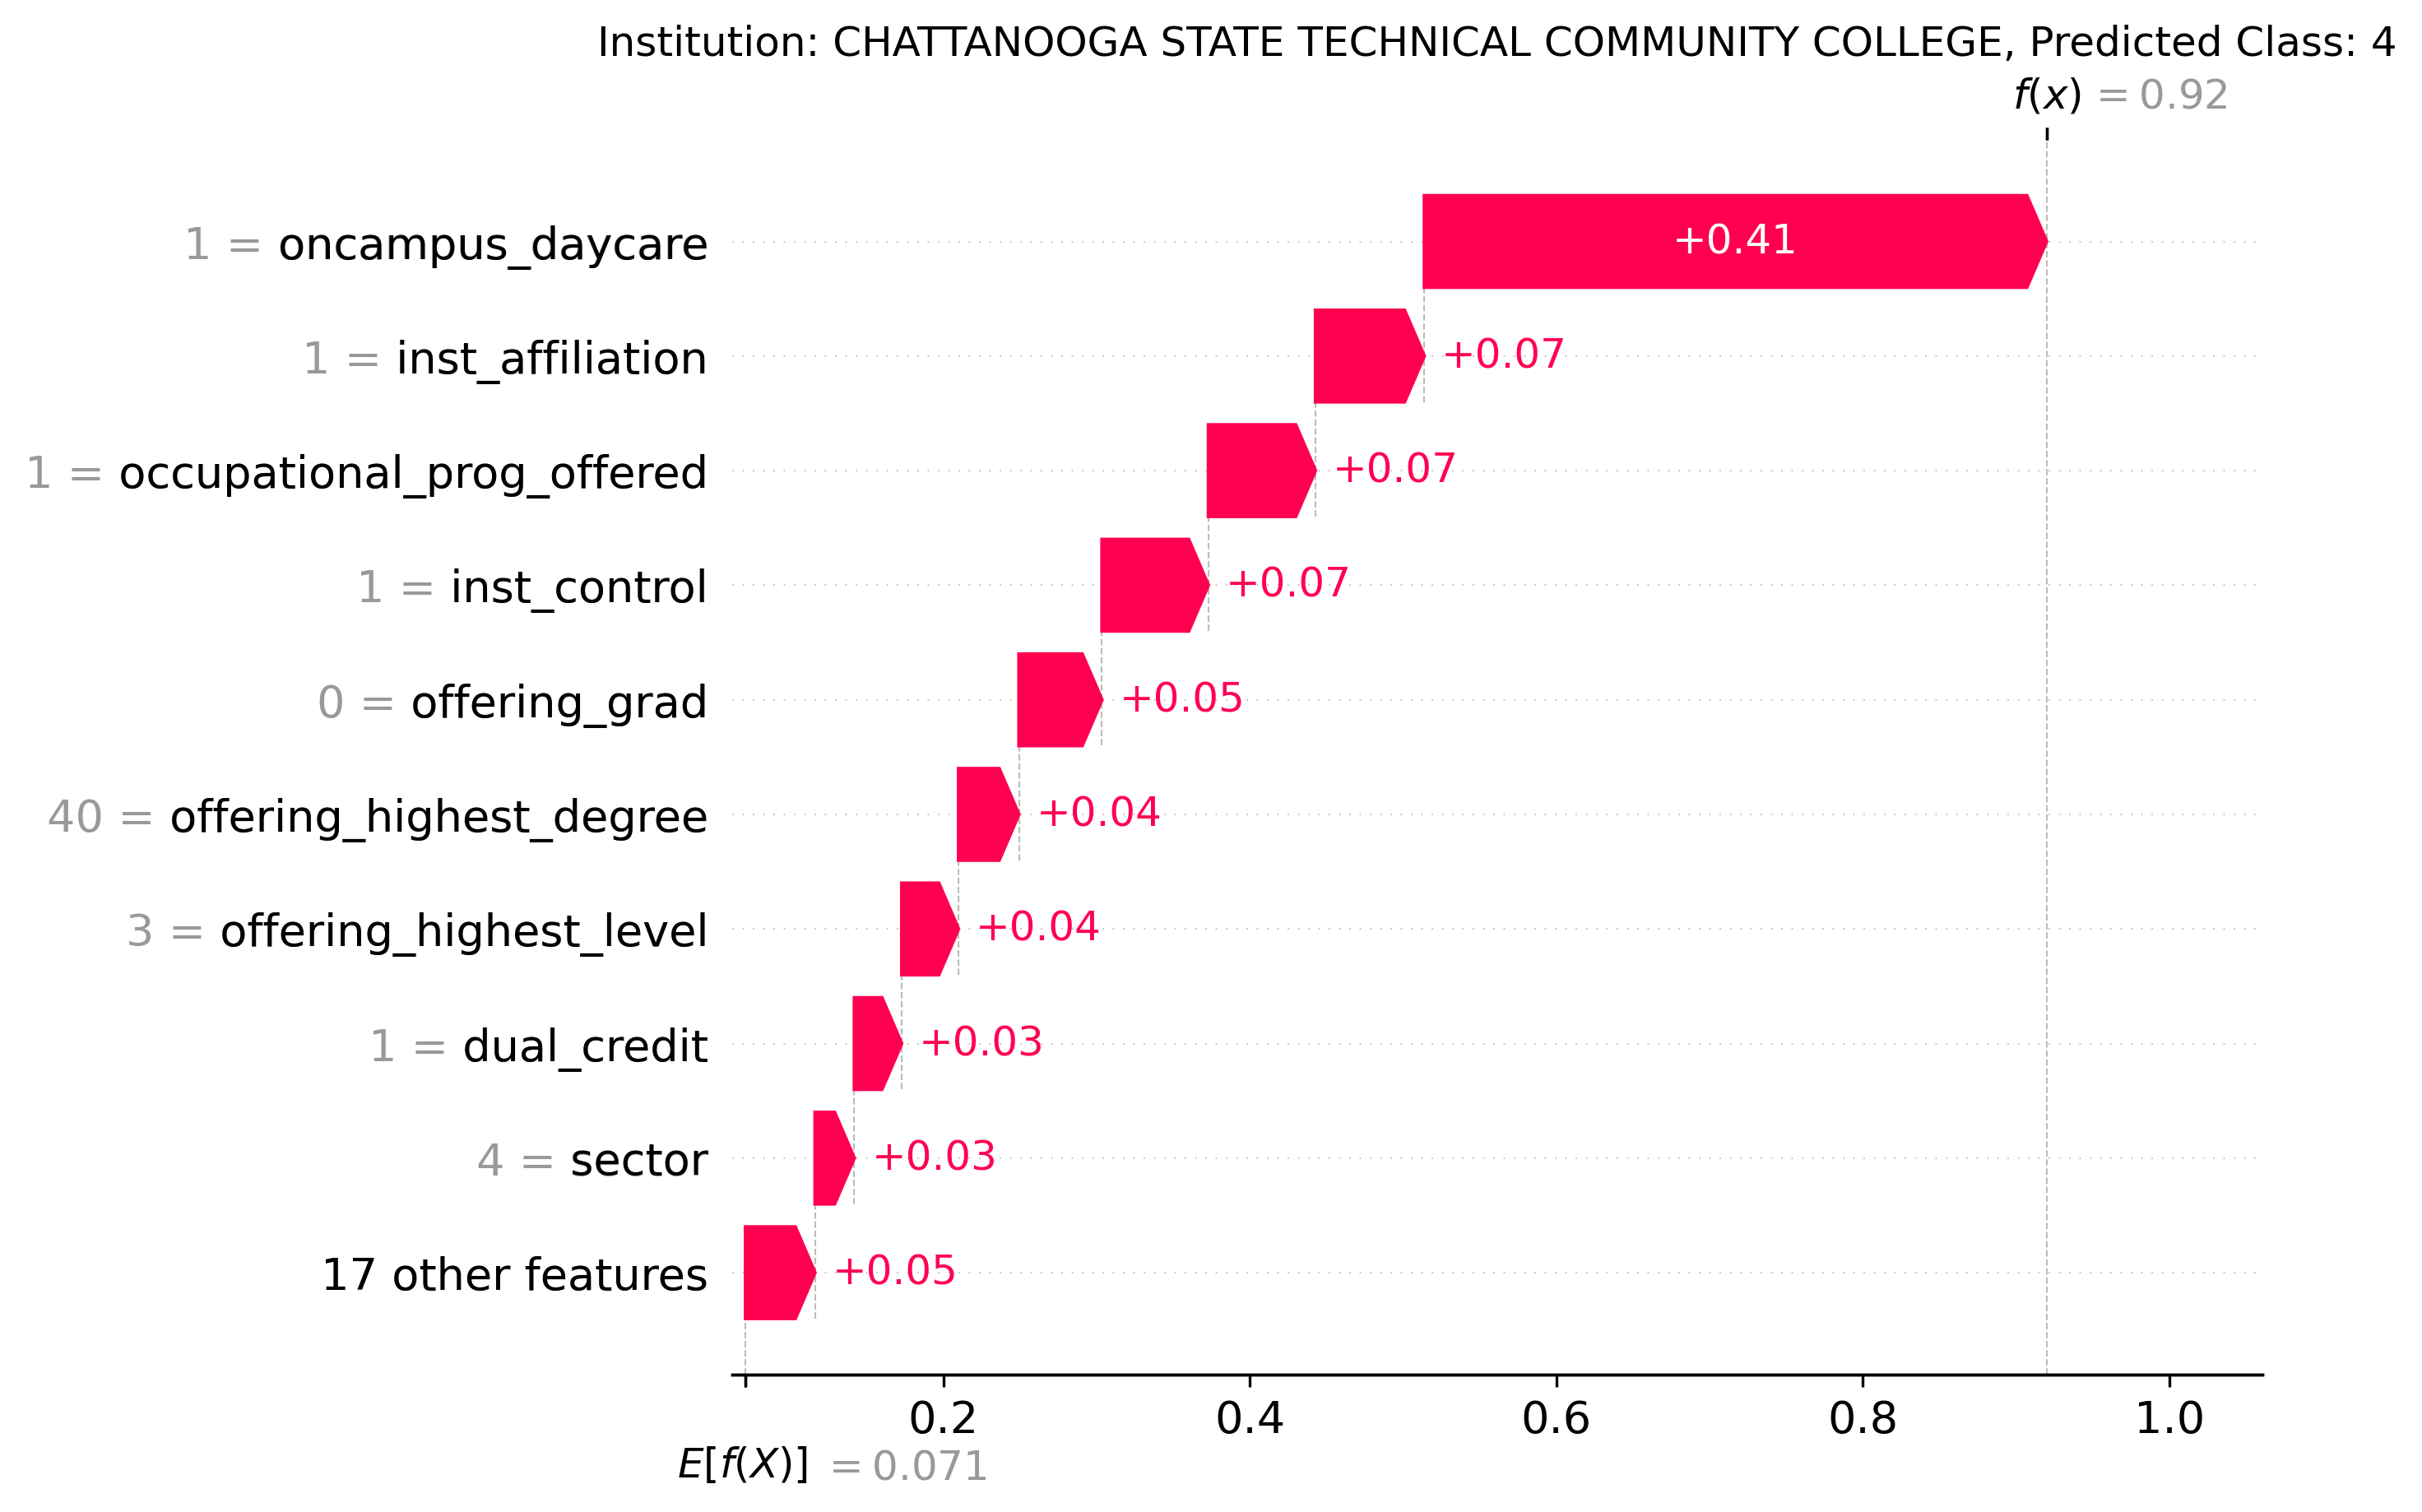 Institution: CHATTANOOGA STATE TECHNICAL COMMUNITY COLLEGE, Predicted Class: 4
f(x) = 0.92
1 = oncampus_daycare +0.41
1 = inst_affiliation +0.07
1 = occupational_prog_offered +0.07
1 = inst_control +0.07
0 = offering_grad +0.05
40 = offering_highest_degree +0.04
3 = offering_highest_level +0.04
1 = dual_credit +0.03
4 = sector +0.03
17 other features +0.05
0.2 0.4 0.6 0.8 1.0
E[f(X)] = 0.071